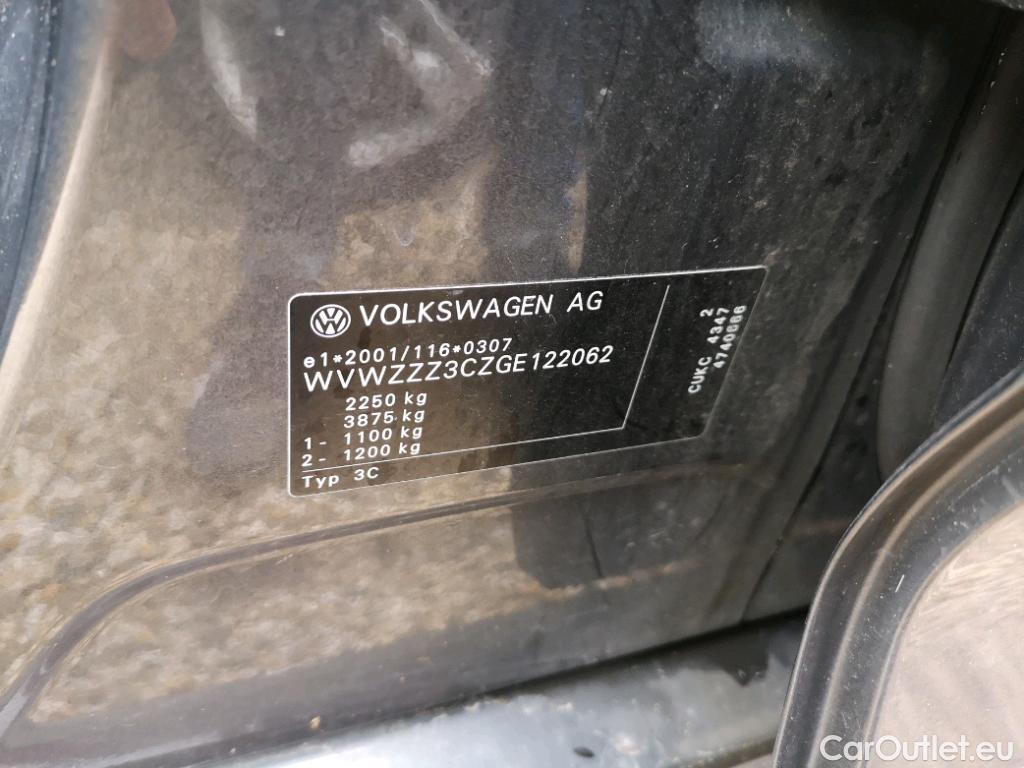 VOLKSWAGEN AG
e1*2001/116*0307
WVWZZZ3CZGE122062
2250 kg
3875 kg
1- 1100 kg
2- 1200 kg
Typ 3C
2
CUKC 4347
4740666
CarOutlet.eu